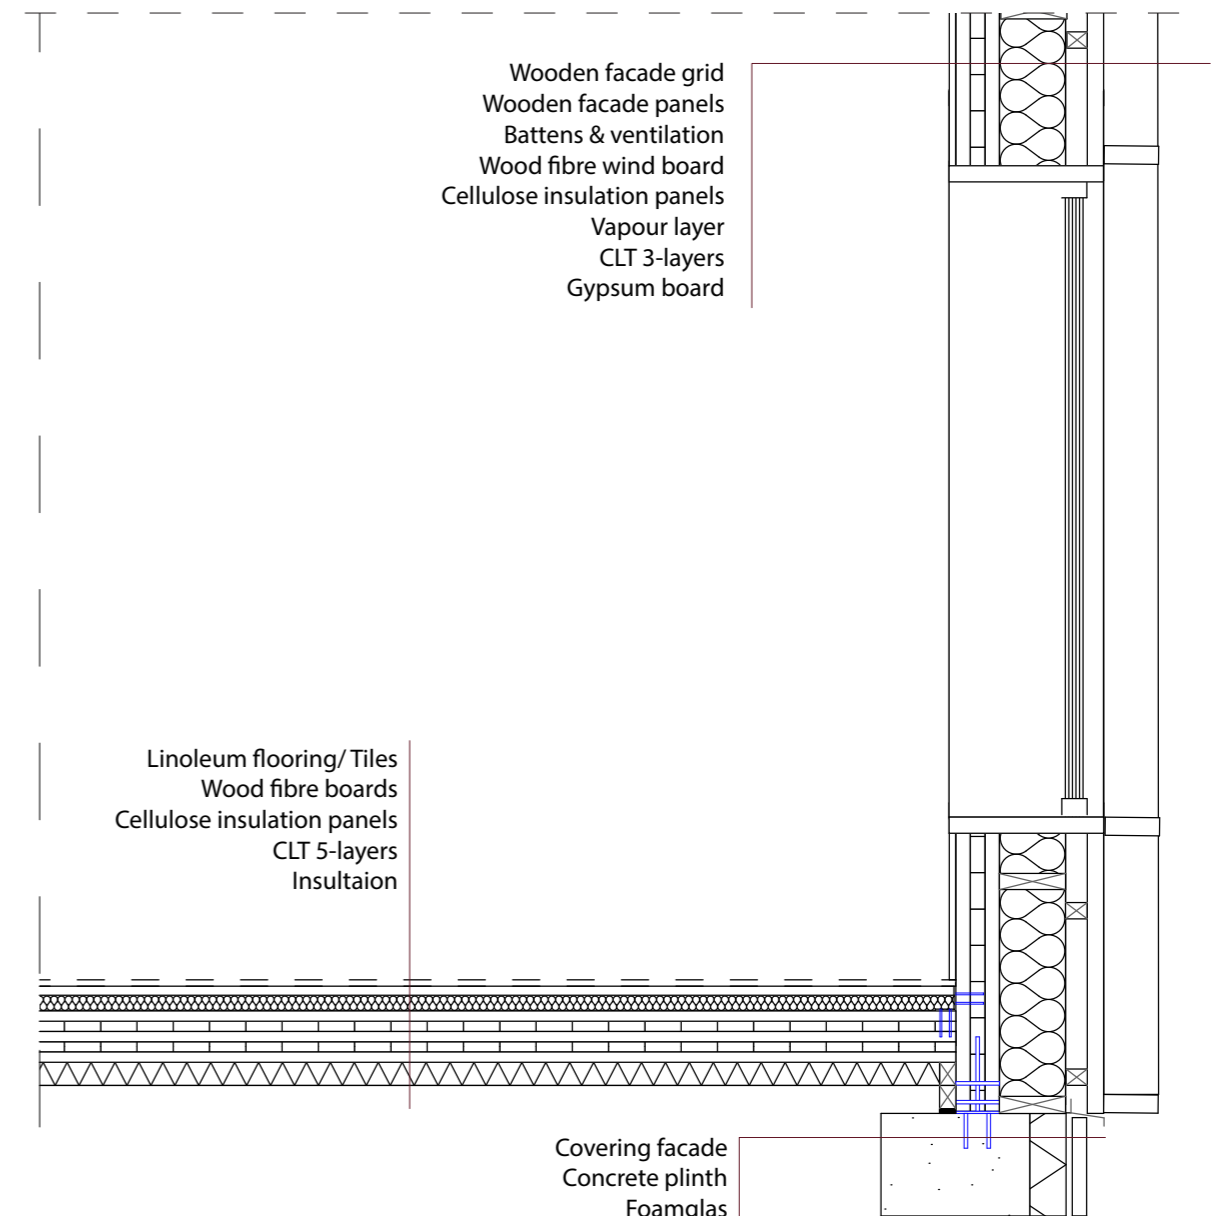 Wooden facade grid
Wooden facade panels
Battens & ventilation
Wood fibre wind board
Cellulose insulation panels
Vapour layer
CLT 3-layers
Gypsum board
Linoleum flooring/ Tiles
Wood fibre boards
Cellulose insulation panels
CLT 5-layers
Insultaion
Covering facade
Concrete plinth
Foamglas